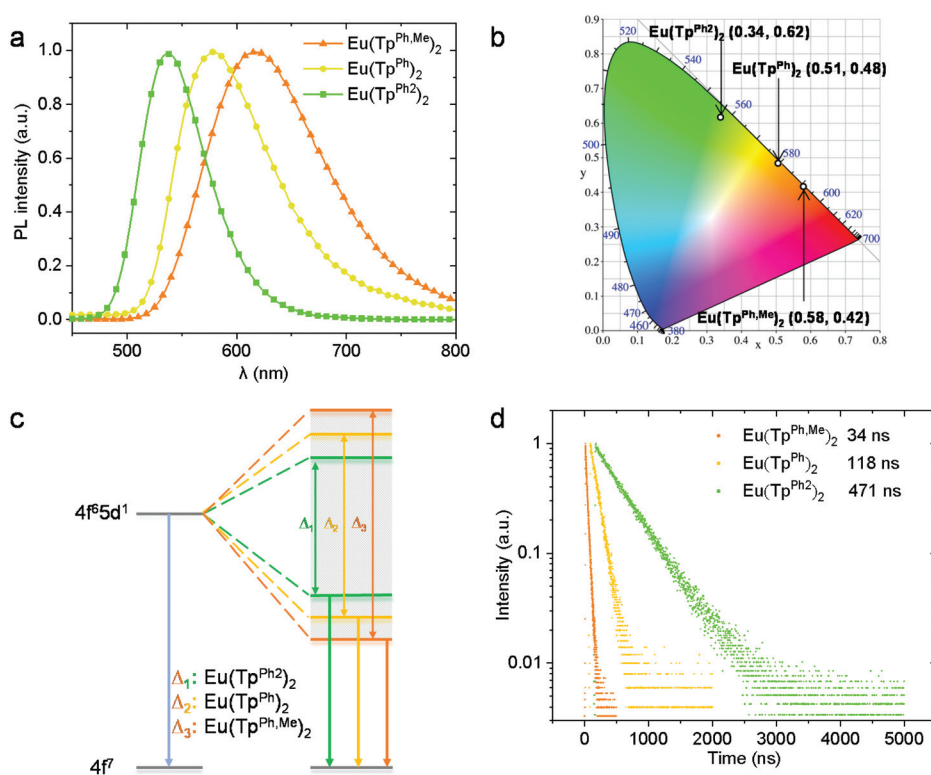 a
Eu(Tp^Ph,Me)₂
Eu(Tp^Ph)₂
Eu(Tp^Ph2)₂
PL intensity (a.u.)
1.0
0.8
0.6
0.4
0.2
0.0
500 600 700 800
λ (nm)
b
Eu(Tp^Ph2)₂ (0.34, 0.62)
Eu(Tp^Ph)₂ (0.51, 0.48)
Eu(Tp^Ph,Me)₂ (0.58, 0.42)
0.9
0.8
0.7
0.6
0.5
y
0.4
0.3
0.2
0.1
0.0
0.0 0.1 0.2 0.3 0.4 0.5 0.6 0.7 0.8
x
520
540
560
580
600
620
700
500
490
480
470
460
380
c
4f⁶5d¹
Δ₁ Δ₂ Δ₃
Δ₁: Eu(Tp^Ph2)₂
Δ₂: Eu(Tp^Ph)₂
Δ₃: Eu(Tp^Ph,Me)₂
4f⁷
d
Eu(Tp^Ph,Me)₂ 34 ns
Eu(Tp^Ph)₂ 118 ns
Eu(Tp^Ph2)₂ 471 ns
Intensity (a.u.)
1
0.1
0.01
0 1000 2000 3000 4000 5000
Time (ns)